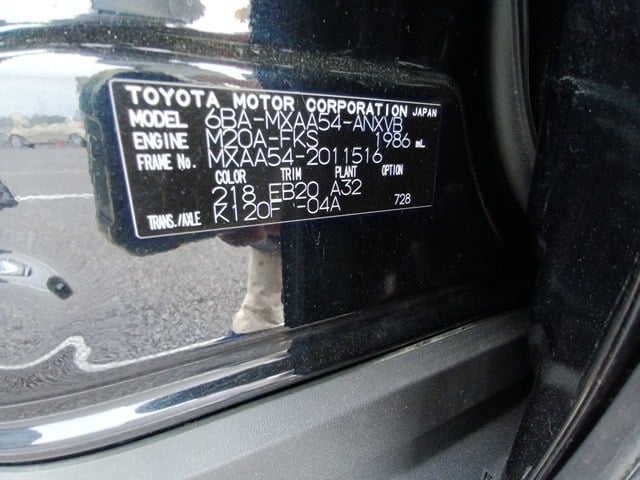 TOYOTA MOTOR CORPORATION JAPAN
MODEL 6BA-MXAA54-ANXVB
ENGINE M20A-FKS 1986 mL
FRAME No. MXAA54-2011516
COLOR TRIM PLANT OPTION
218 EB20 A32
TRANS./AXLE K120F -04A 728